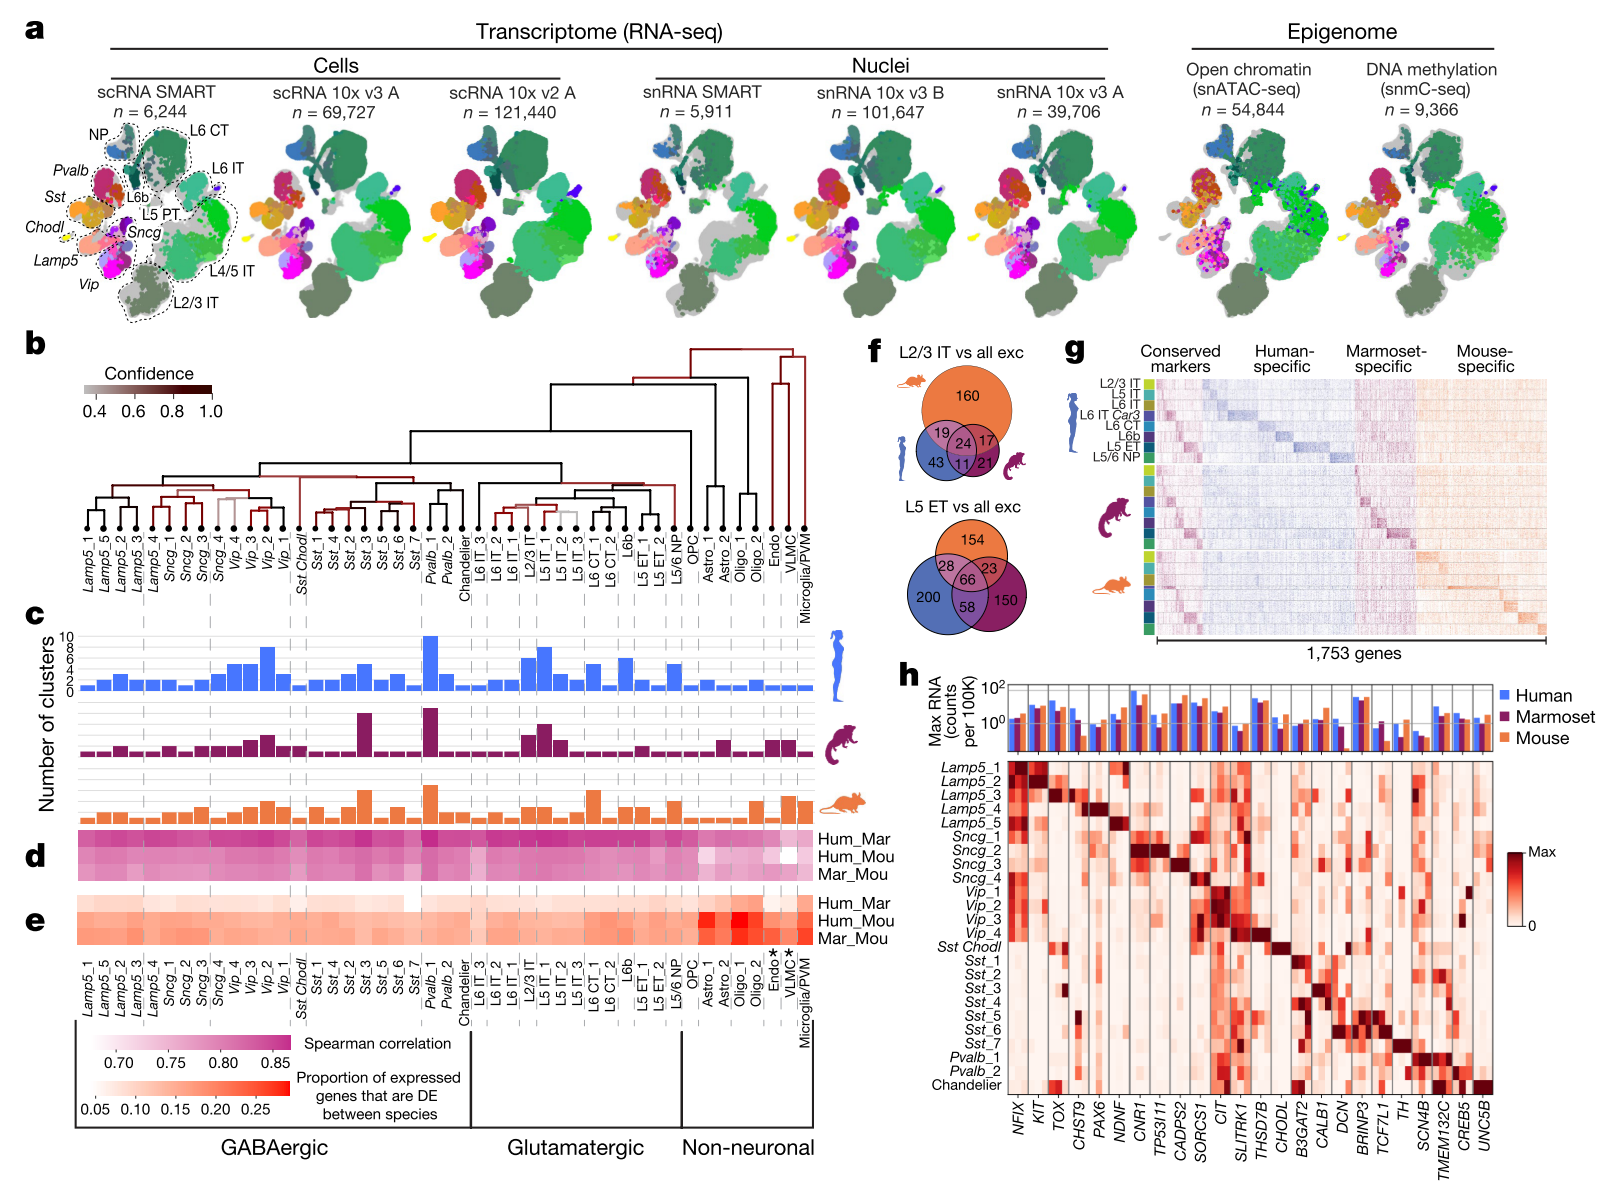 a
Transcriptome (RNA-seq)
Epigenome
Cells
Nuclei
Open chromatin
(snATAC-seq)
n = 54,844
DNA methylation
(snmC-seq)
n = 9,366
scRNA SMART
n = 6,244
scRNA 10x v3 A
n = 69,727
scRNA 10x v2 A
n = 121,440
snRNA SMART
n = 5,911
snRNA 10x v3 B
n = 101,647
snRNA 10x v3 A
n = 39,706
NP
L6 CT
Pvalb
L6 IT
Sst
L6b
L5 PT
Chodl
Sncg
Lamp5
L4/5 IT
Vip
L2/3 IT
b
Confidence
0.4 0.6 0.8 1.0
Lamp5_1
Lamp5_5
Lamp5_2
Lamp5_3
Lamp5_4
Sncg_1
Sncg_2
Sncg_3
Sncg_4
Vip_4
Vip_3
Vip_2
Vip_1
Sst Chodl
Sst_1
Sst_4
Sst_2
Sst_3
Sst_5
Sst_6
Sst_7
Pvalb_1
Pvalb_2
Chandelier
L6 IT_3
L6 IT_2
L6 IT_1
L2/3 IT
L5 IT_1
L5 IT_2
L5 IT_3
L6 CT_1
L6 CT_2
L6b
L5 ET_1
L5 ET_2
L5/6 NP
OPC
Astro_1
Astro_2
Oligo_1
Oligo_2
Endo
VLMC
Microglia/PVM
c
Number of clusters
10
8
6
4
2
0
d
Hum_Mar
Hum_Mou
Mar_Mou
e
Hum_Mar
Hum_Mou
Mar_Mou
Lamp5_1
Lamp5_5
Lamp5_2
Lamp5_3
Lamp5_4
Sncg_1
Sncg_2
Sncg_3
Sncg_4
Vip_4
Vip_3
Vip_2
Vip_1
Sst Chodl
Sst_1
Sst_4
Sst_2
Sst_3
Sst_5
Sst_6
Sst_7
Pvalb_1
Pvalb_2
Chandelier
L6 IT_3
L6 IT_2
L6 IT_1
L2/3 IT
L5 IT_1
L5 IT_2
L5 IT_3
L6 CT_1
L6 CT_2
L6b
L5 ET_1
L5 ET_2
L5/6 NP
OPC
Astro_1
Astro_2
Oligo_1
Oligo_2
Endo*
VLMC*
Microglia/PVM
0.70 0.75 0.80 0.85
Spearman correlation
0.05 0.10 0.15 0.20 0.25
Proportion of expressed
genes that are DE
between species
GABAergic
Glutamatergic
Non-neuronal
f
L2/3 IT vs all exc
160
19
24
17
43
11
21
L5 ET vs all exc
154
28
23
66
200
58
150
g
Conserved
markers
Human-
specific
Marmoset-
specific
Mouse-
specific
L2/3 IT
L5 IT
L6 IT
L6 IT Car3
L6 CT
L6b
L5 ET
L5/6 NP
1,753 genes
h
Max RNA
(counts
per 100K)
10²
10⁰
Human
Marmoset
Mouse
Lamp5_1
Lamp5_2
Lamp5_3
Lamp5_4
Lamp5_5
Sncg_1
Sncg_2
Sncg_3
Sncg_4
Vip_1
Vip_2
Vip_3
Vip_4
Sst Chodl
Sst_1
Sst_2
Sst_3
Sst_4
Sst_5
Sst_6
Sst_7
Pvalb_1
Pvalb_2
Chandelier
Max
0
NFIX
KIT
TOX
CHST9
PAX6
NDNF
CNR1
TP53I11
CADPS2
SORCS1
CIT
SLITRK1
THSD7B
CHODL
B3GAT2
CALB1
DCN
BRINP3
TCF7L1
TH
SCN4B
TMEM132C
CREB5
UNC5B